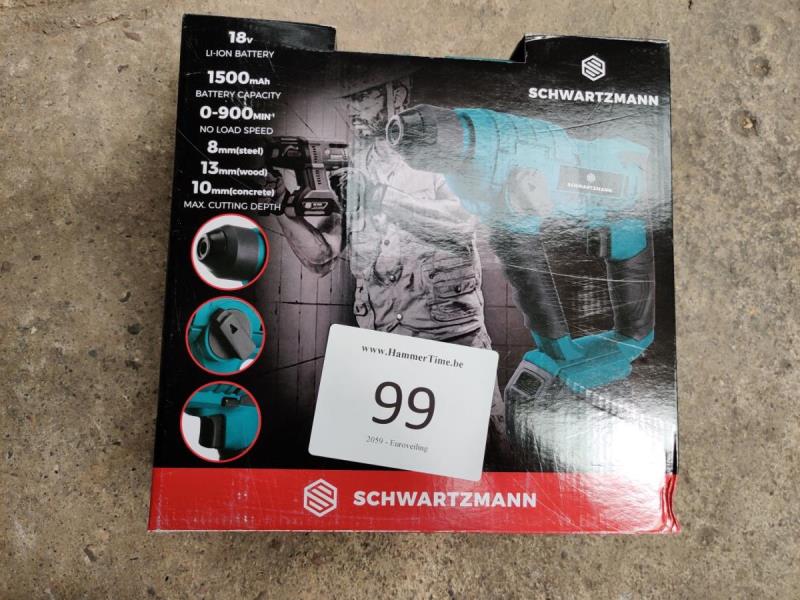 18V
LI-ION BATTERY
1500mAh
BATTERY CAPACITY
0-900MIN⁻¹
NO LOAD SPEED
8mm(steel)
13mm(wood)
10mm(concrete)
MAX. CUTTING DEPTH
SCHWARTZMANN
SCHWARTZMANN
www.HammerTime.be
99
2059 - Euroveiling
SCHWARTZMANN